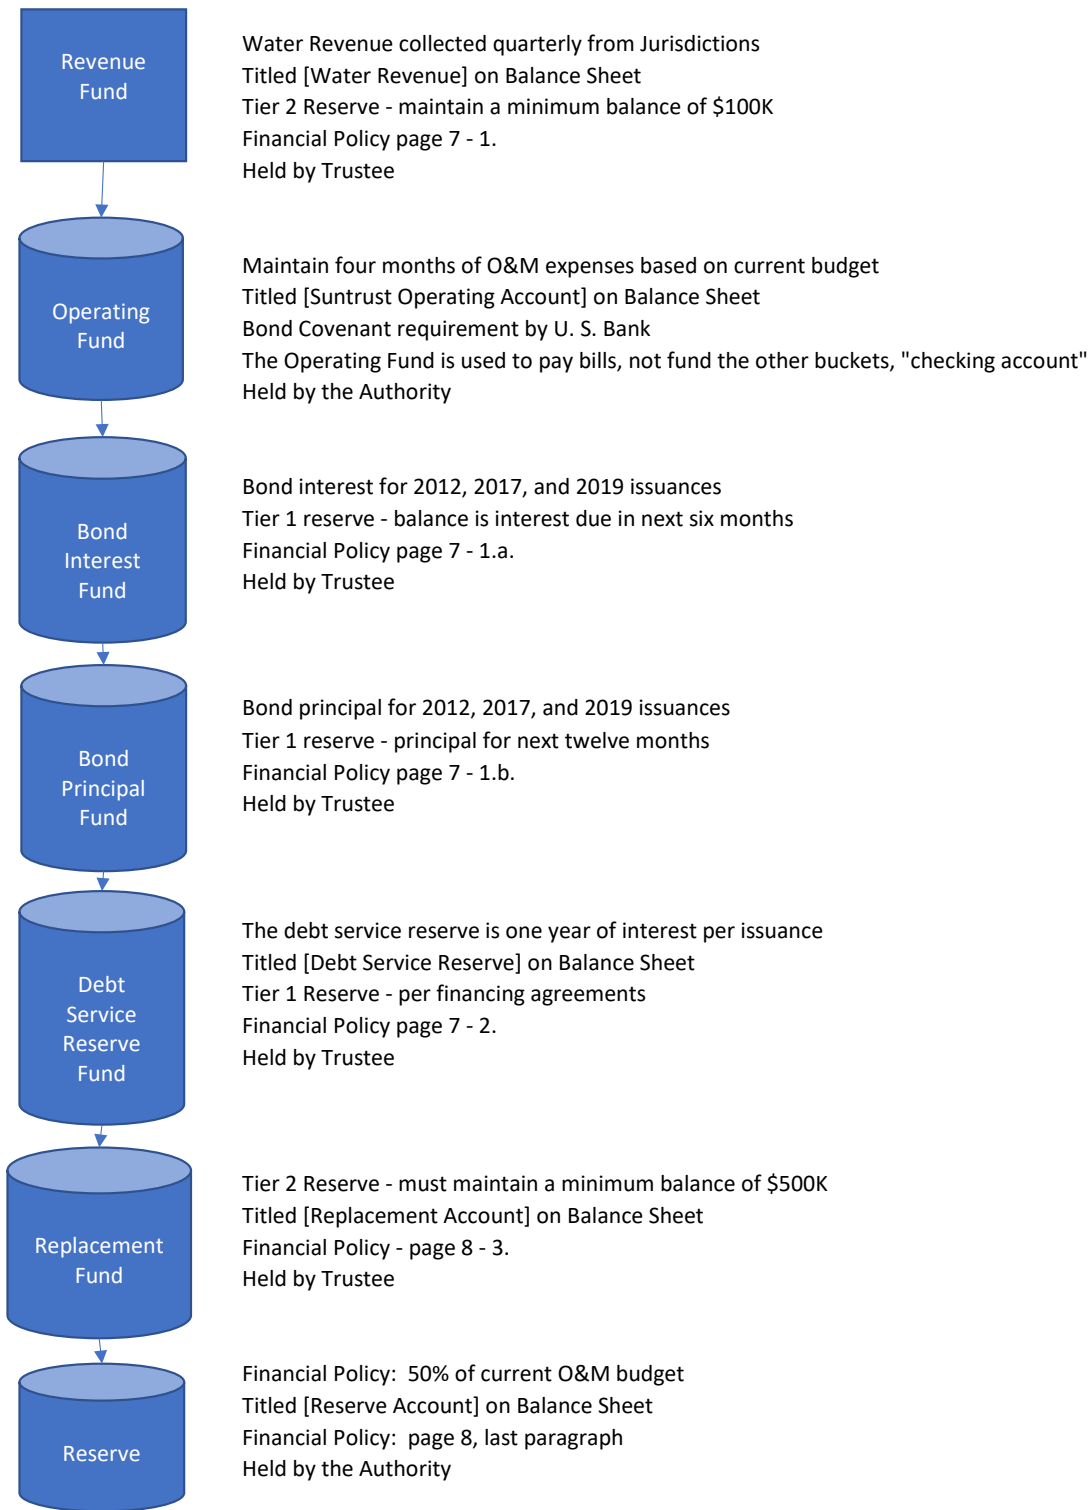 Revenue
Fund
Water Revenue collected quarterly from Jurisdictions
Titled [Water Revenue] on Balance Sheet
Tier 2 Reserve - maintain a minimum balance of $100K
Financial Policy page 7 - 1.
Held by Trustee
Operating
Fund
Maintain four months of O&M expenses based on current budget
Titled [Suntrust Operating Account] on Balance Sheet
Bond Covenant requirement by U. S. Bank
The Operating Fund is used to pay bills, not fund the other buckets, "checking account"
Held by the Authority
Bond
Interest
Fund
Bond interest for 2012, 2017, and 2019 issuances
Tier 1 reserve - balance is interest due in next six months
Financial Policy page 7 - 1.a.
Held by Trustee
Bond
Principal
Fund
Bond principal for 2012, 2017, and 2019 issuances
Tier 1 reserve - principal for next twelve months
Financial Policy page 7 - 1.b.
Held by Trustee
Debt
Service
Reserve
Fund
The debt service reserve is one year of interest per issuance
Titled [Debt Service Reserve] on Balance Sheet
Tier 1 Reserve - per financing agreements
Financial Policy page 7 - 2.
Held by Trustee
Replacement
Fund
Tier 2 Reserve - must maintain a minimum balance of $500K
Titled [Replacement Account] on Balance Sheet
Financial Policy - page 8 - 3.
Held by Trustee
Reserve
Financial Policy:  50% of current O&M budget
Titled [Reserve Account] on Balance Sheet
Financial Policy:  page 8, last paragraph
Held by the Authority